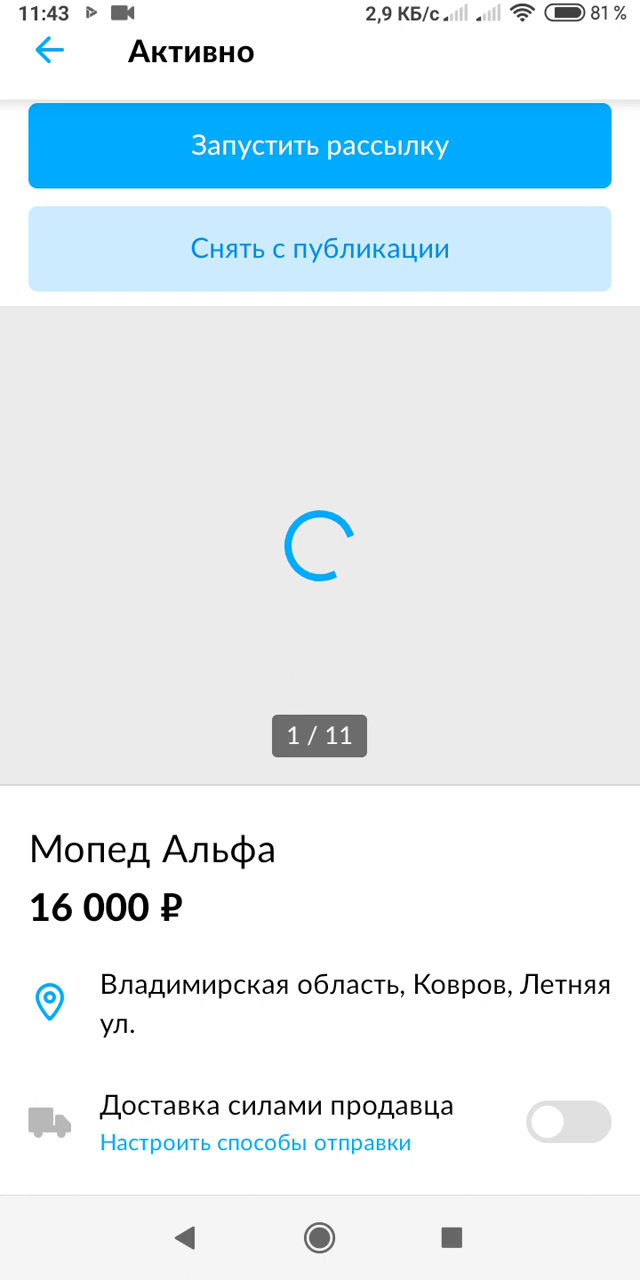 11:43
2,9 КБ/с
81 %
Активно
Запустить рассылку
Снять с публикации
1 / 11
Мопед Альфа
16 000 ₽
Владимирская область, Ковров, Летняя
ул.
Доставка силами продавца
Настроить способы отправки